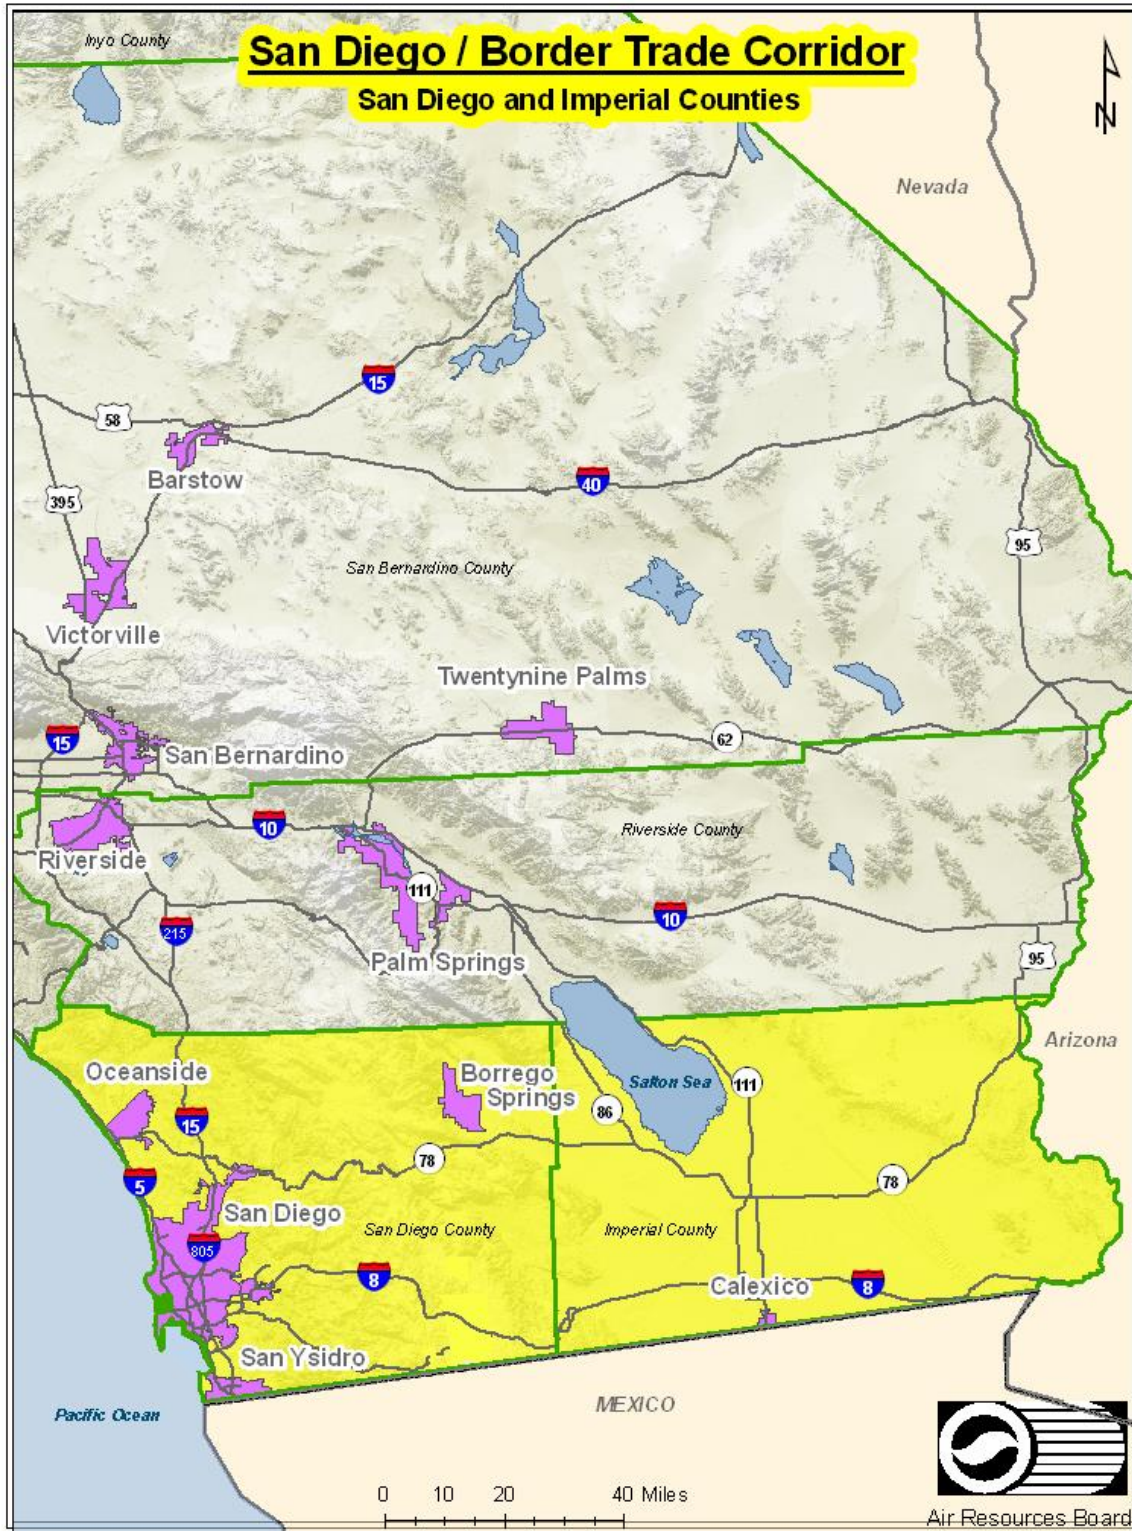 Inyo County
San Diego / Border Trade Corridor
San Diego and Imperial Counties
N
Nevada
15
58
Barstow
40
395
95
San Bernardino County
Victorville
Twentynine Palms
15
62
San Bernardino
10
Riverside County
Riverside
111
10
215
95
Palm Springs
Arizona
Oceanside
Borrego
Springs
Salton Sea
111
86
15
78
5
78
San Diego
San Diego County
Imperial County
805
8
Calexico
8
San Ysidro
MEXICO
Pacific Ocean
0 10 20 40 Miles
Air Resources Board